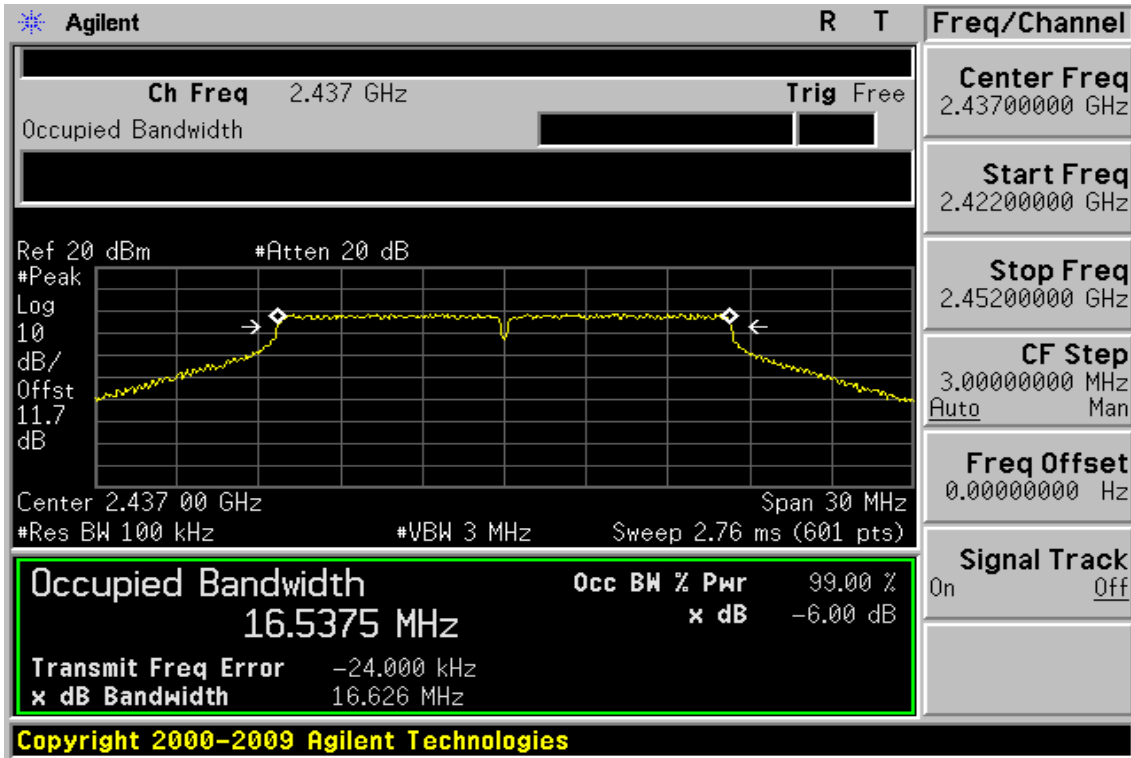 Agilent R T Freq/Channel
Ch Freq 2.437 GHz Trig Free
Occupied Bandwidth
Center Freq
2.43700000 GHz
Start Freq
2.42200000 GHz
Stop Freq
2.45200000 GHz
CF Step
3.00000000 MHz
Auto Man
Freq Offset
0.00000000 Hz
Signal Track
On Off
Ref 20 dBm #Atten 20 dB
#Peak
Log
10
dB/
Offst
11.7
dB
Center 2.437 00 GHz Span 30 MHz
#Res BW 100 kHz #VBW 3 MHz Sweep 2.76 ms (601 pts)
Occupied Bandwidth Occ BW % Pwr 99.00 %
16.5375 MHz x dB -6.00 dB
Transmit Freq Error -24.000 kHz
x dB Bandwidth 16.626 MHz
Copyright 2000-2009 Agilent Technologies